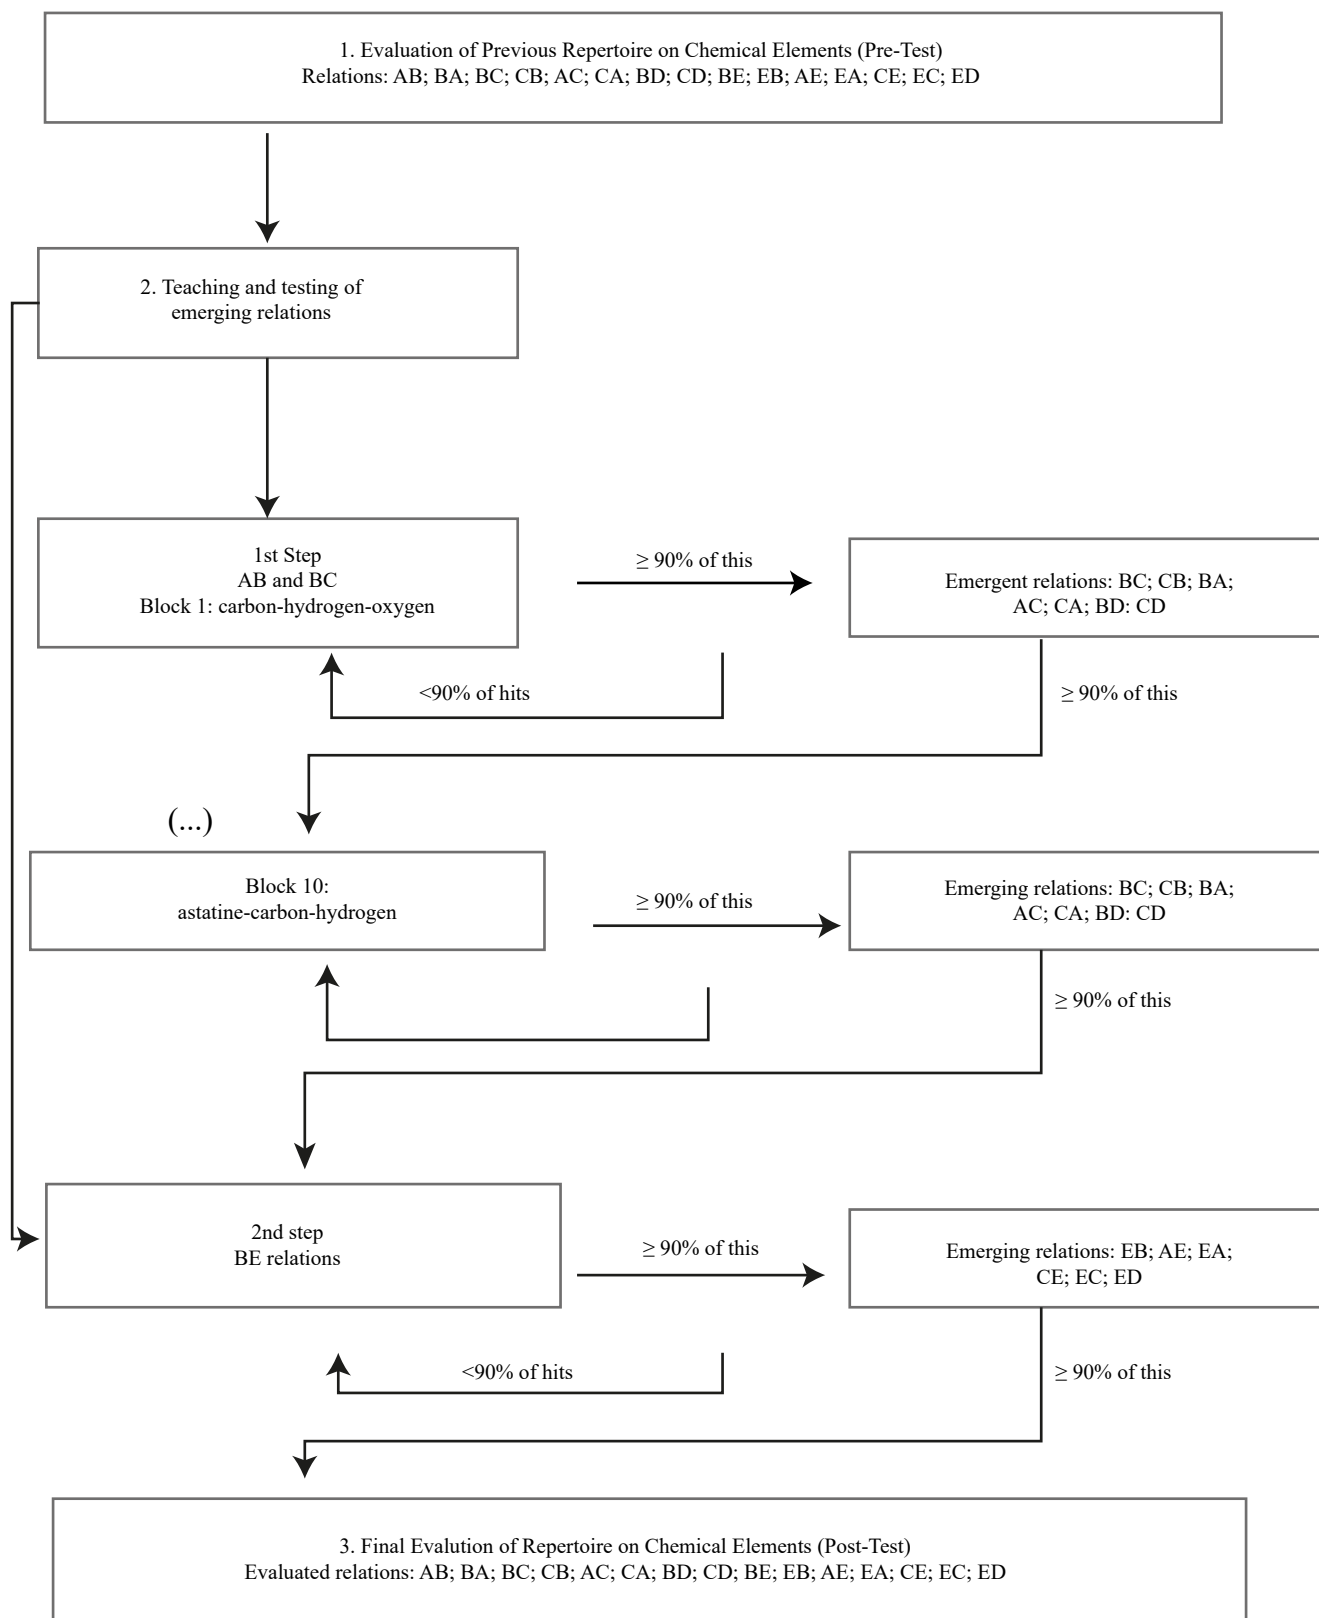 1. Evaluation of Previous Repertoire on Chemical Elements (Pre-Test)
Relations: AB; BA; BC; CB; AC; CA; BD; CD; BE; EB; AE; EA; CE; EC; ED
2. Teaching and testing of
emerging relations
1st Step
AB and BC
Block 1: carbon-hydrogen-oxygen
≥ 90% of this
Emergent relations: BC; CB; BA;
AC; CA; BD: CD
<90% of hits
≥ 90% of this
(...)
Block 10:
astatine-carbon-hydrogen
≥ 90% of this
Emerging relations: BC; CB; BA;
AC; CA; BD: CD
≥ 90% of this
2nd step
BE relations
≥ 90% of this
Emerging relations: EB; AE; EA;
CE; EC; ED
<90% of hits
≥ 90% of this
3. Final Evalution of Repertoire on Chemical Elements (Post-Test)
Evaluated relations: AB; BA; BC; CB; AC; CA; BD; CD; BE; EB; AE; EA; CE; EC; ED